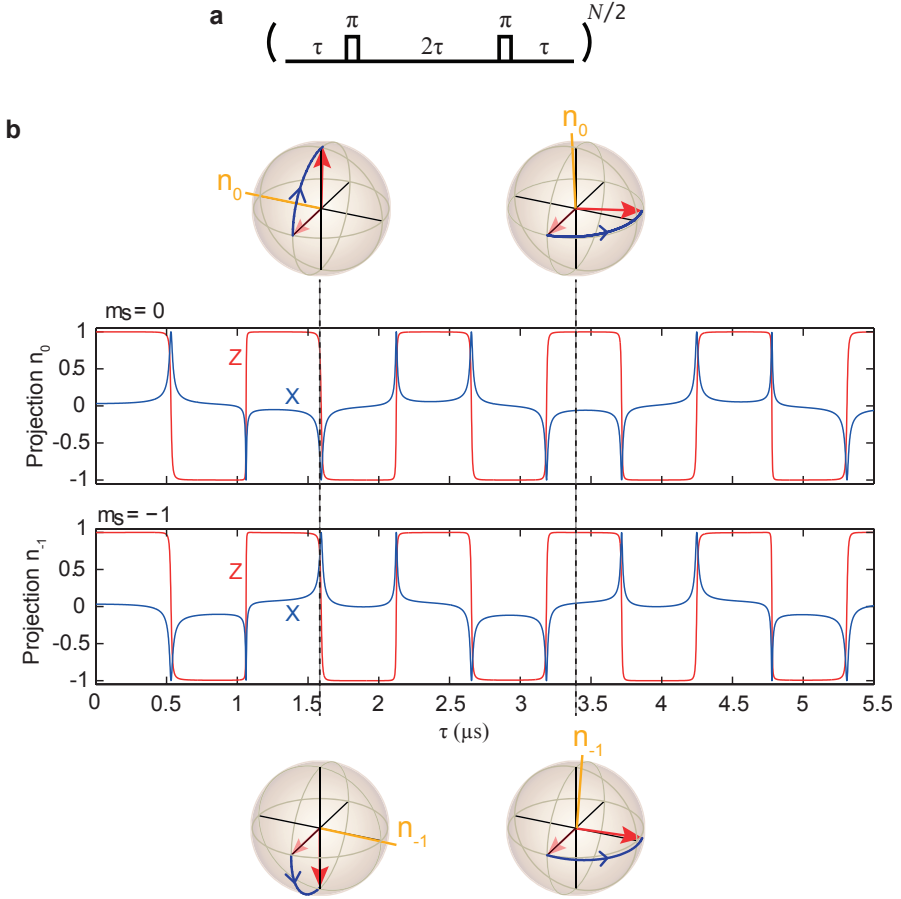 a
( τ π 2τ π τ ) N/2
b
n₀
n₀
mₛ = 0
Projection n₀
1
0.5
0
-0.5
-1
Z
X
mₛ = −1
Projection n₋₁
1
0.5
0
-0.5
-1
Z
X
0 0.5 1 1.5 2 2.5 3 3.5 4 4.5 5 5.5
τ (μs)
n₋₁
n₋₁